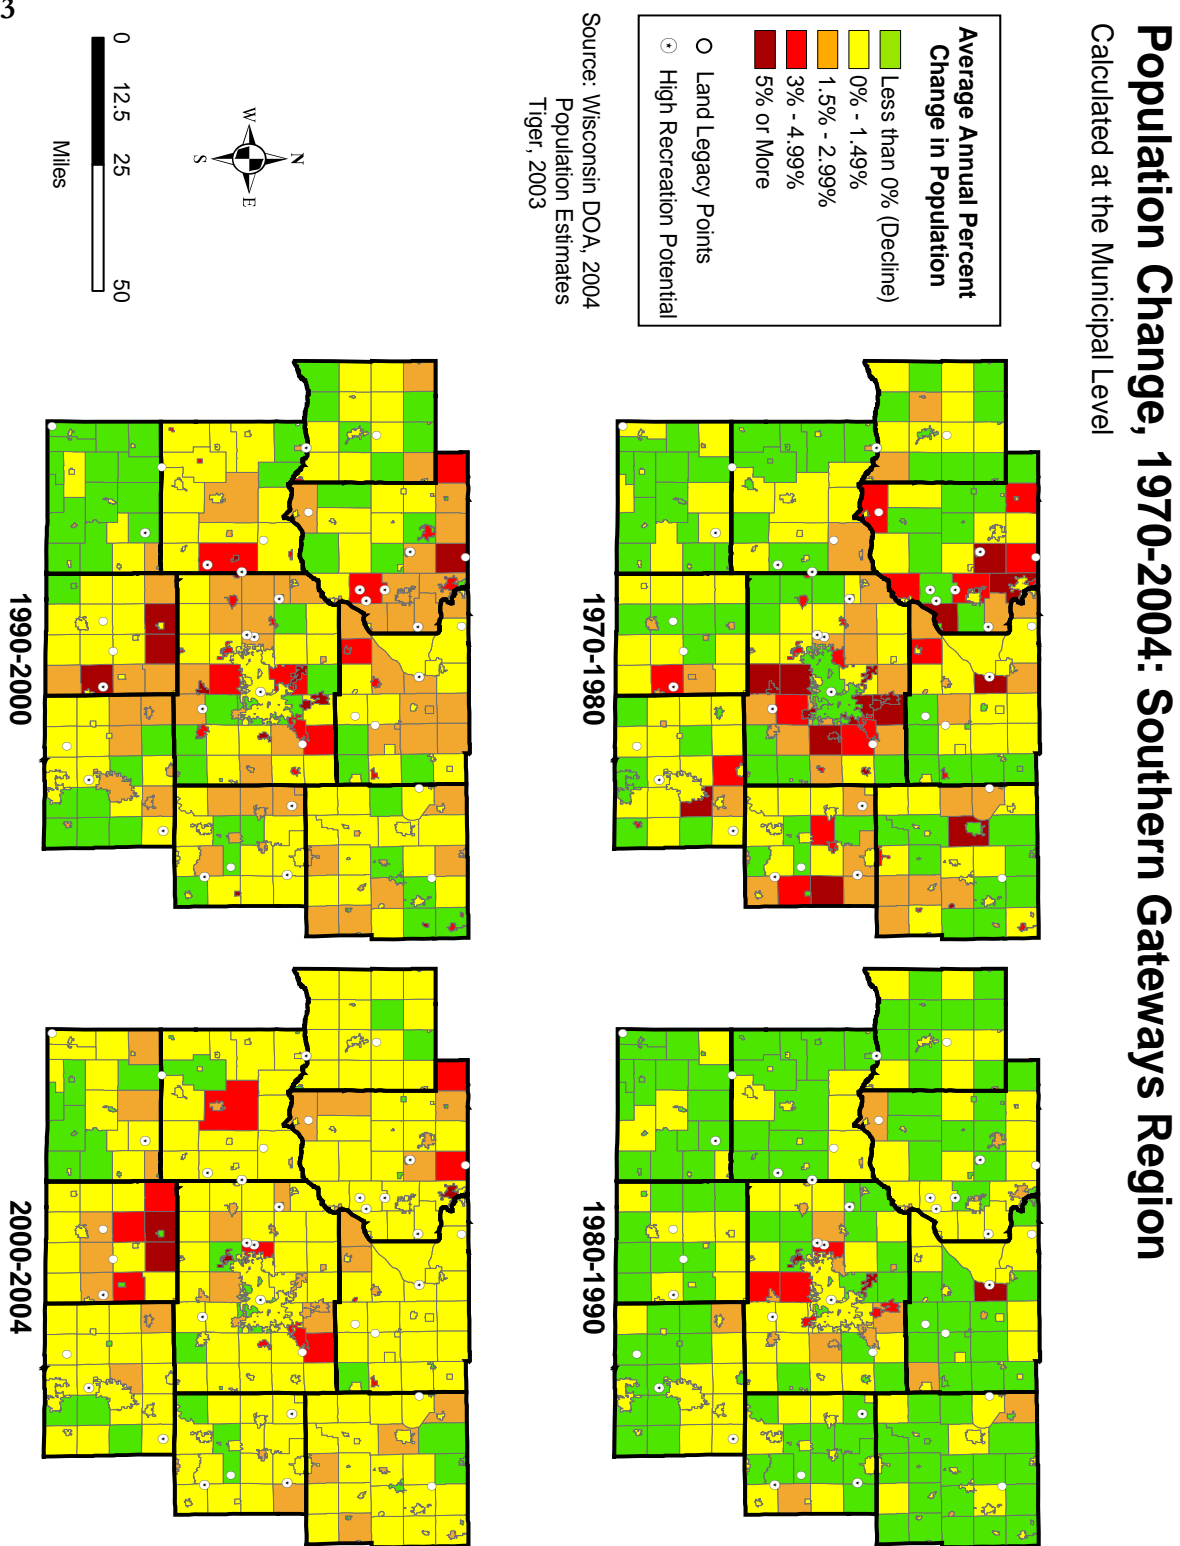 Population Change, 1970-2004: Southern Gateways Region
Calculated at the Municipal Level
Average Annual Percent
Change in Population
Less than 0% (Decline)
0% - 1.49%
1.5% - 2.99%
3% - 4.99%
5% or More
Land Legacy Points
High Recreation Potential
Source: Wisconsin DOA, 2004
Population Estimates
Tiger, 2003
N
W
E
S
0
12.5
25
50
Miles
1970-1980
1980-1990
1990-2000
2000-2004
3